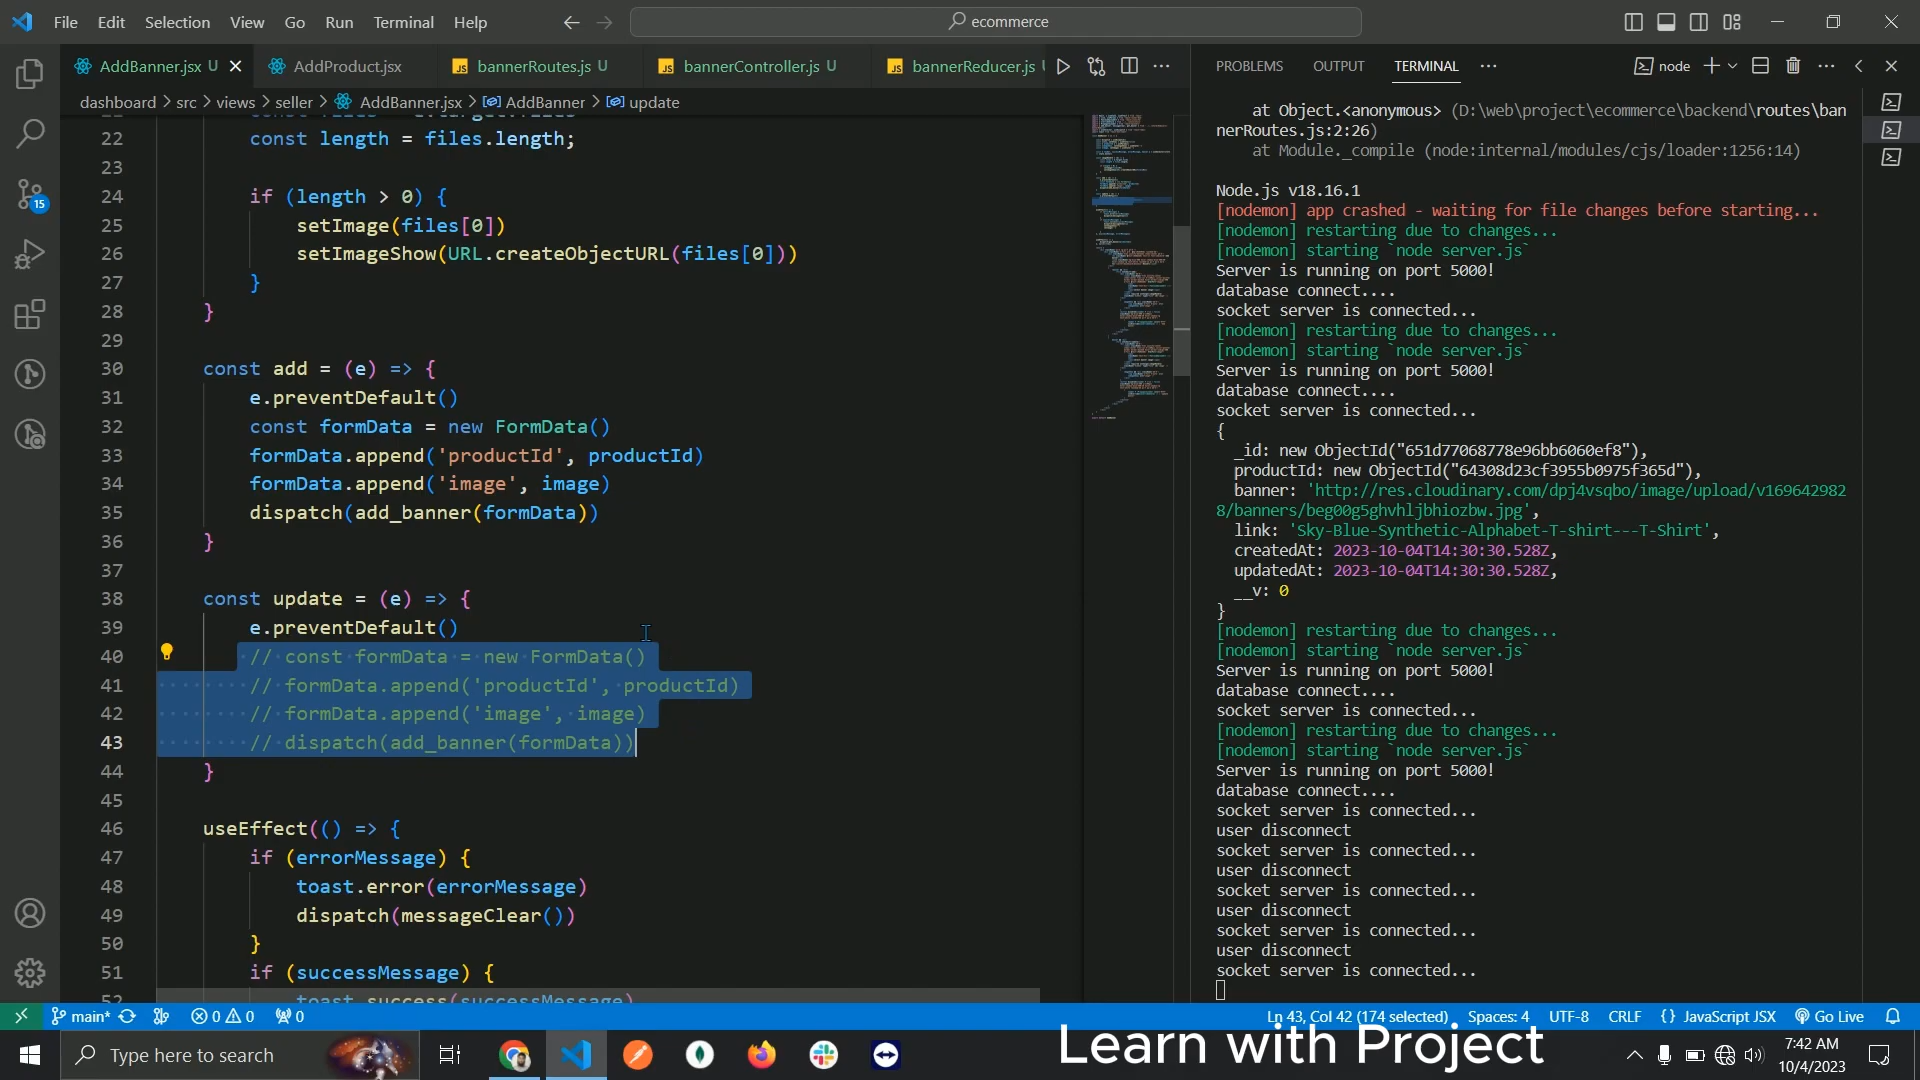 File Edit Selection View Go Run Terminal Help
ecommerce
AddBanner.jsx U
AddProduct.jsx
bannerRoutes.js U
bannerController.js U
bannerReducer.js
dashboard > src > views > seller > AddBanner.jsx > AddBanner > update
22 const length = files.length;
23
24 if (length > 0) {
25 setImage(files[0])
26 setImageShow(URL.createObjectURL(files[0]))
27 }
28 }
29
30 const add = (e) => {
31 e.preventDefault()
32 const formData = new FormData()
33 formData.append('productId', productId)
34 formData.append('image', image)
35 dispatch(add_banner(formData))
36 }
37
38 const update = (e) => {
39 e.preventDefault()
40 // const formData = new FormData()
41 // formData.append('productId', productId)
42 // formData.append('image', image)
43 // dispatch(add_banner(formData))
44 }
45
46 useEffect(() => {
47 if (errorMessage) {
48 toast.error(errorMessage)
49 dispatch(messageClear())
50 }
51 if (successMessage) {
52 toast.success(successMessage)
PROBLEMS OUTPUT TERMINAL
node
at Object.<anonymous> (D:\web\project\ecommerce\backend\routes\ban
nerRoutes.js:2:26)
at Module._compile (node:internal/modules/cjs/loader:1256:14)
Node.js v18.16.1
[nodemon] app crashed - waiting for file changes before starting...
[nodemon] restarting due to changes...
[nodemon] starting `node server.js`
Server is running on port 5000!
database connect....
socket server is connected...
[nodemon] restarting due to changes...
[nodemon] starting `node server.js`
Server is running on port 5000!
database connect....
socket server is connected...
{
_id: new ObjectId("651d77068778e96bb6060ef8"),
productId: new ObjectId("64308d23cf3955b0975f365d"),
banner: 'http://res.cloudinary.com/dpj4vsqbo/image/upload/v169642982
8/banners/beg00g5ghvhljbhiozbw.jpg',
link: 'Sky-Blue-Synthetic-Alphabet-T-shirt---T-Shirt',
createdAt: 2023-10-04T14:30:30.528Z,
updatedAt: 2023-10-04T14:30:30.528Z,
__v: 0
}
[nodemon] restarting due to changes...
[nodemon] starting `node server.js`
Server is running on port 5000!
database connect....
socket server is connected...
[nodemon] restarting due to changes...
[nodemon] starting `node server.js`
Server is running on port 5000!
database connect....
socket server is connected...
user disconnect
socket server is connected...
user disconnect
socket server is connected...
user disconnect
socket server is connected...
user disconnect
socket server is connected...
15
main* 0 0 0
Ln 43, Col 42 (174 selected) Spaces: 4 UTF-8 CRLF {} JavaScript JSX Go Live
Learn with Project
Type here to search
7:42 AM
10/4/2023